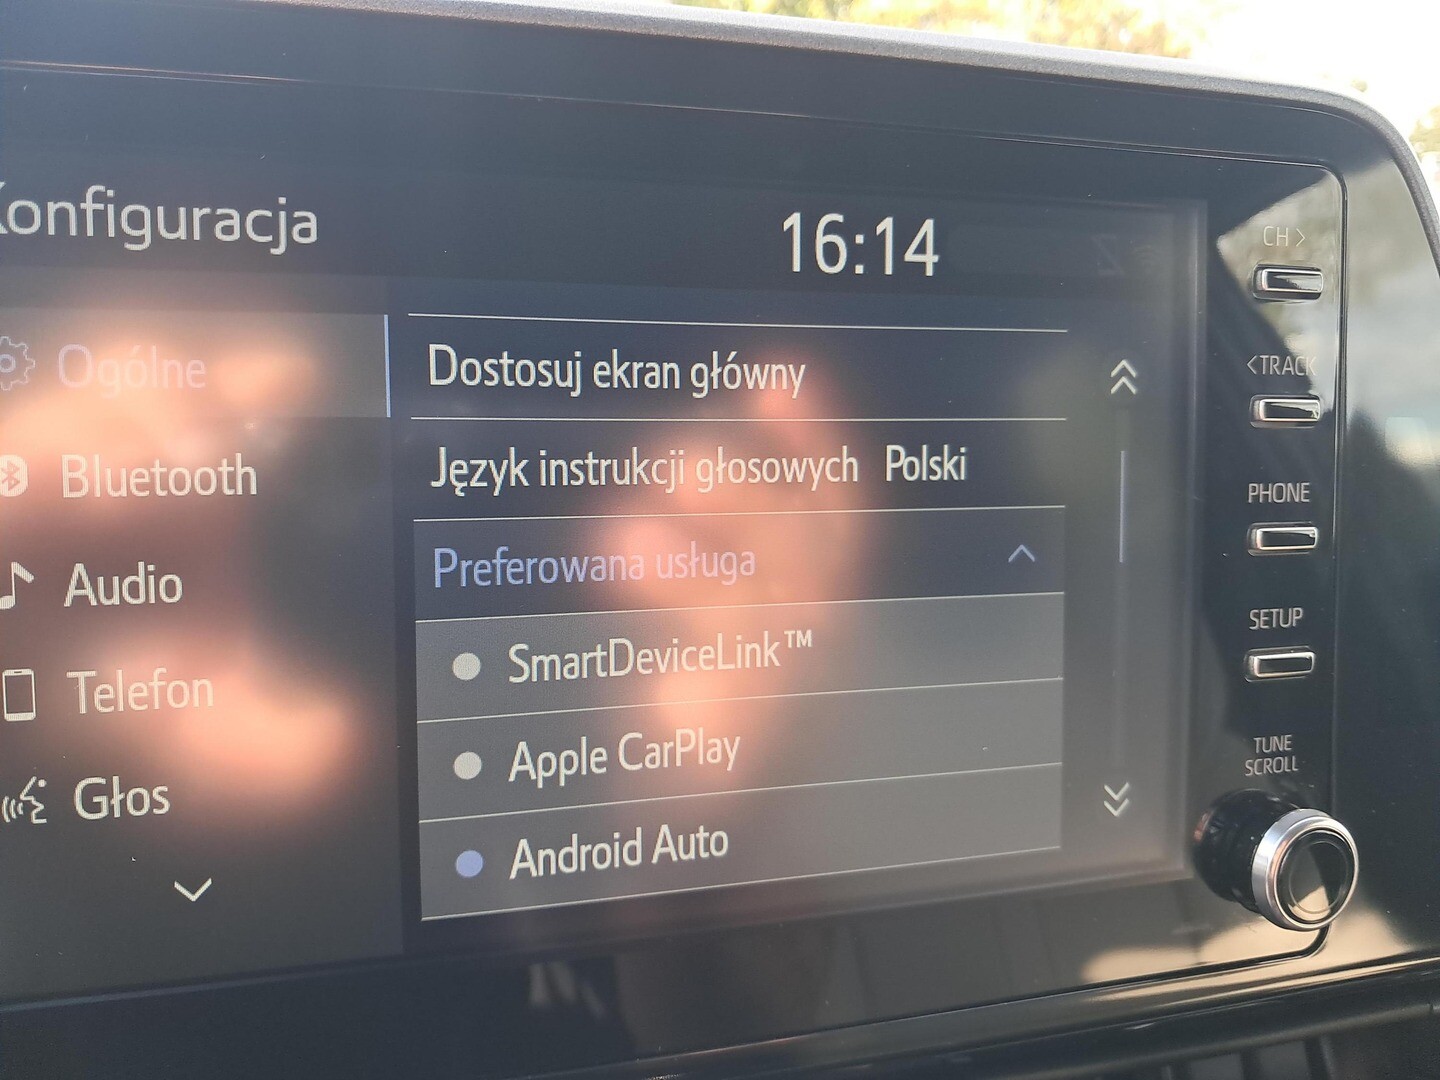 Konfiguracja
16:14
Ogólne
Bluetooth
Audio
Telefon
Głos
Dostosuj ekran główny
Język instrukcji głosowych Polski
Preferowana usługa
SmartDeviceLink™
Apple CarPlay
Android Auto
CH >
< TRACK
PHONE
SETUP
TUNE
SCROLL